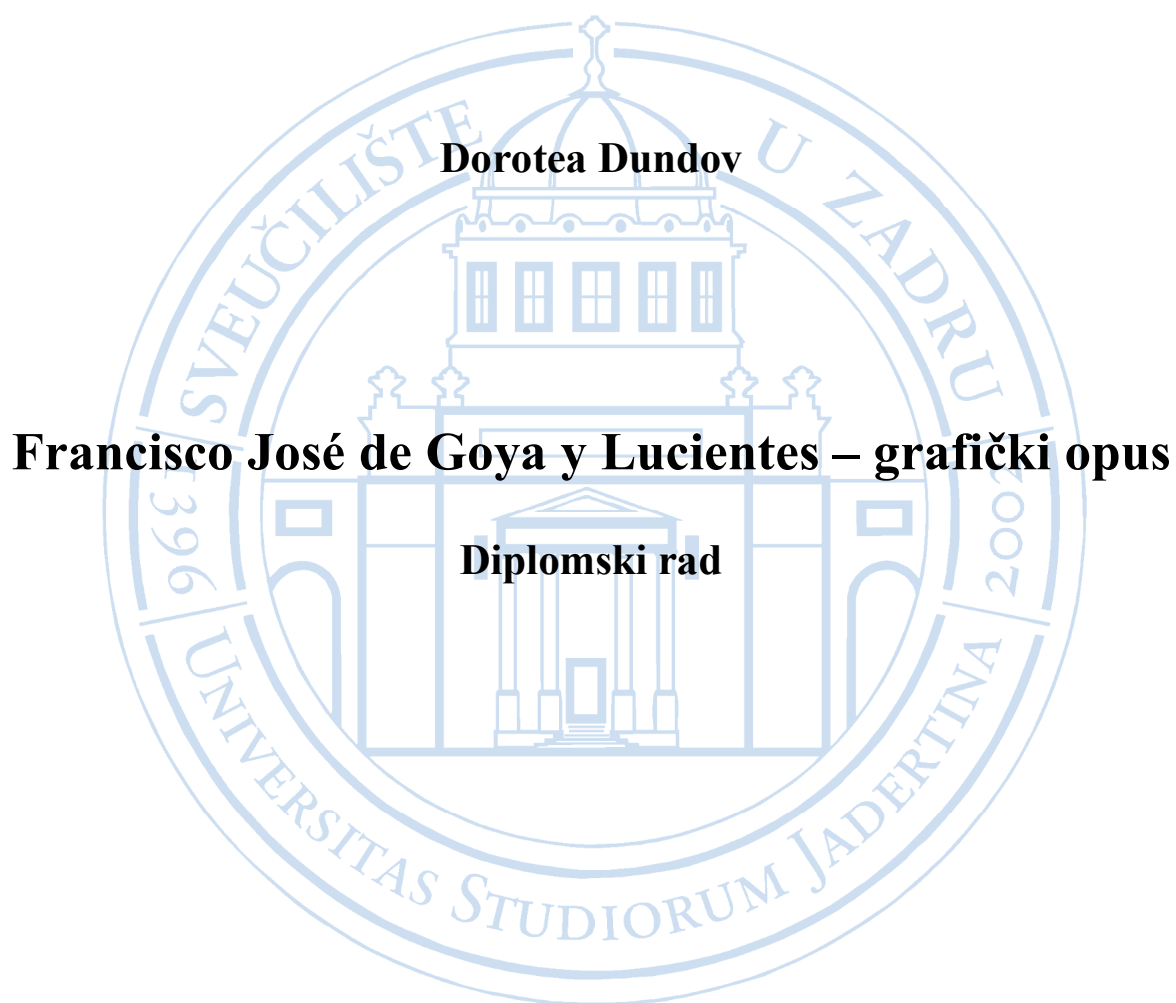 Dorotea Dundov
Francisco José de Goya y Lucientes – grafički opus
Diplomski rad
SVEUČILIŠTE U ZADRU
1396
2002
UNIVERSITAS STUDIORUM JADERTINA